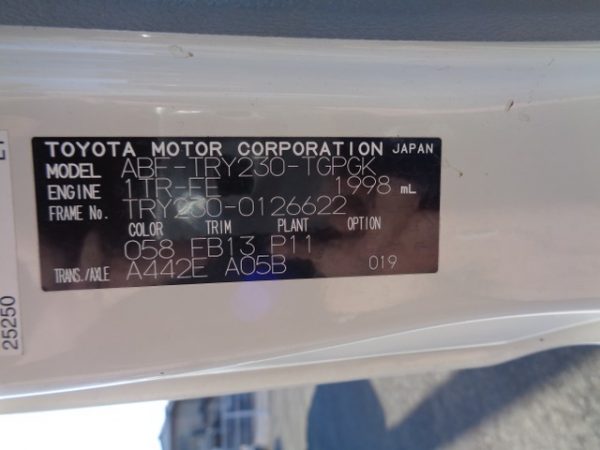 TOYOTA MOTOR CORPORATION JAPAN
MODEL ABF-TRY230-TGPGK
ENGINE 1TR-FE 1998 mL
FRAME No. TRY230-0126622
COLOR TRIM PLANT OPTION
058 EB13 P11
TRANS./AXLE A442E A05B 019
25250